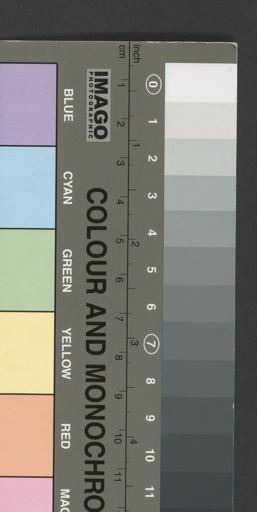 inch
cm
IMAGO
PHOTOGRAPHIC
COLOUR AND MONOCHRO
BLUE
CYAN
GREEN
YELLOW
RED
MAG
0 1 2 3 4 5 6 7 8 9 10 11
1 2 3 4
1 2 3 4 5 6 7 8 9 10 11